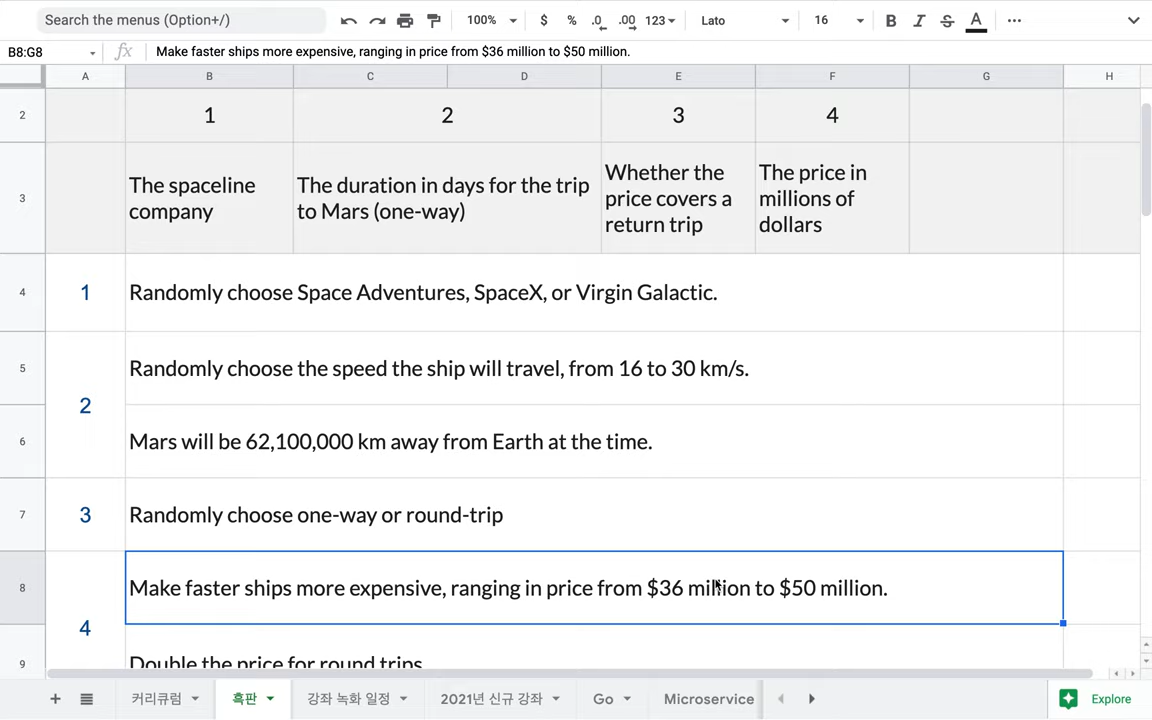 Search the menus (Option+/) 100% $ % .0 .00 123 Lato 16 B I S A
B8:G8 fx Make faster ships more expensive, ranging in price from $36 million to $50 million.
A B C D E F G H
2 1 2 3 4
3 The spaceline company The duration in days for the trip to Mars (one-way) Whether the price covers a return trip The price in millions of dollars
4 1 Randomly choose Space Adventures, SpaceX, or Virgin Galactic.
5 Randomly choose the speed the ship will travel, from 16 to 30 km/s.
2
6 Mars will be 62,100,000 km away from Earth at the time.
7 3 Randomly choose one-way or round-trip
8 Make faster ships more expensive, ranging in price from $36 million to $50 million.
4
9 Double the price for round trips
커리큘럼 흑판 강좌 녹화 일정 2021년 신규 강좌 Go Microservice Explore